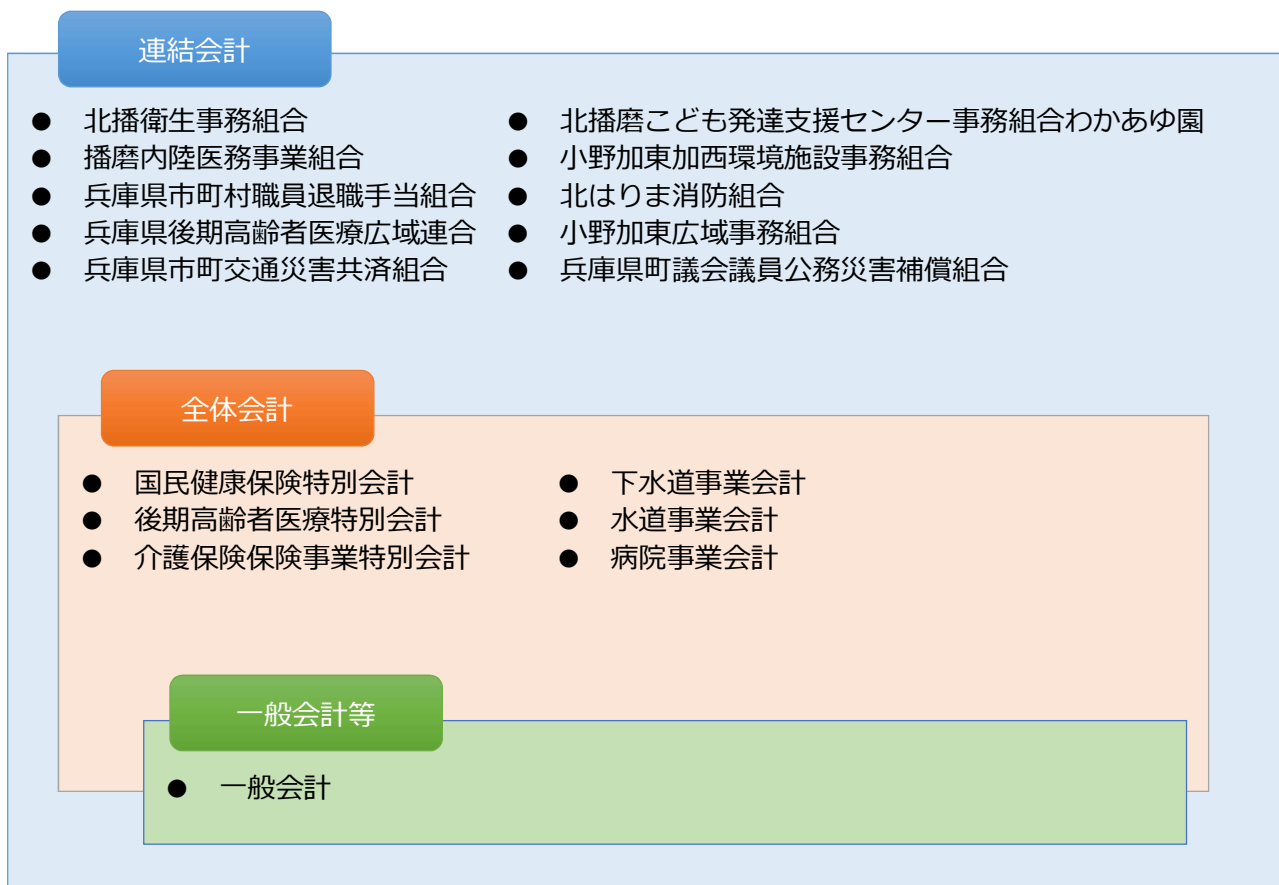 連結会計
● 北播衛生事務組合
● 播磨内陸医務事業組合
● 兵庫県市町村職員退職手当組合
● 兵庫県後期高齢者医療広域連合
● 兵庫県市町交通災害共済組合
● 北播磨こども発達支援センター事務組合わかあゆ園
● 小野加東加西環境施設事務組合
● 北はりま消防組合
● 小野加東広域事務組合
● 兵庫県町議会議員公務災害補償組合
全体会計
● 国民健康保険特別会計
● 後期高齢者医療特別会計
● 介護保険保険事業特別会計
● 下水道事業会計
● 水道事業会計
● 病院事業会計
一般会計等
● 一般会計